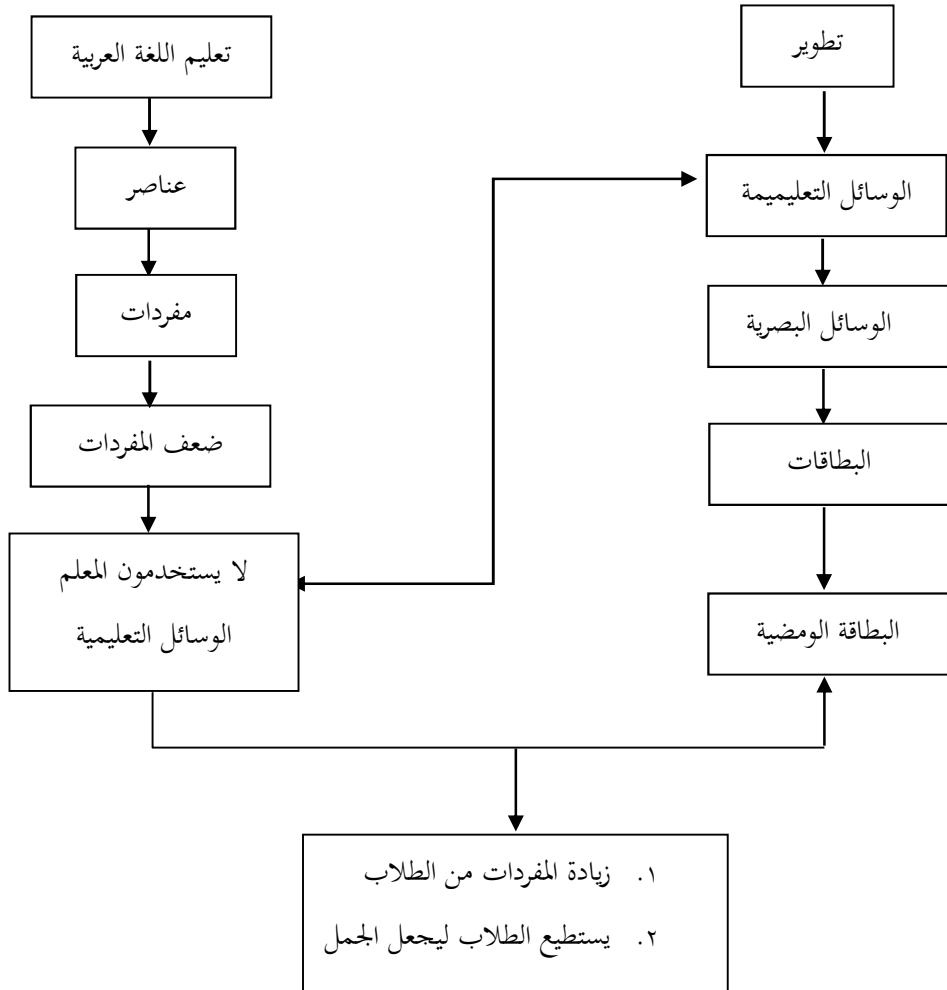 تعليم اللغة العربية
عناصر
مفردات
ضعف المفردات
لا يستخدمون المعلم
الوسائل التعليمية
تطوير
الوسائل التعليميمة
الوسائل البصرية
البطاقات
البطاقة الومضية
١. زيادة المفردات من الطلاب
٢. يستطيع الطلاب ليجعل الجمل